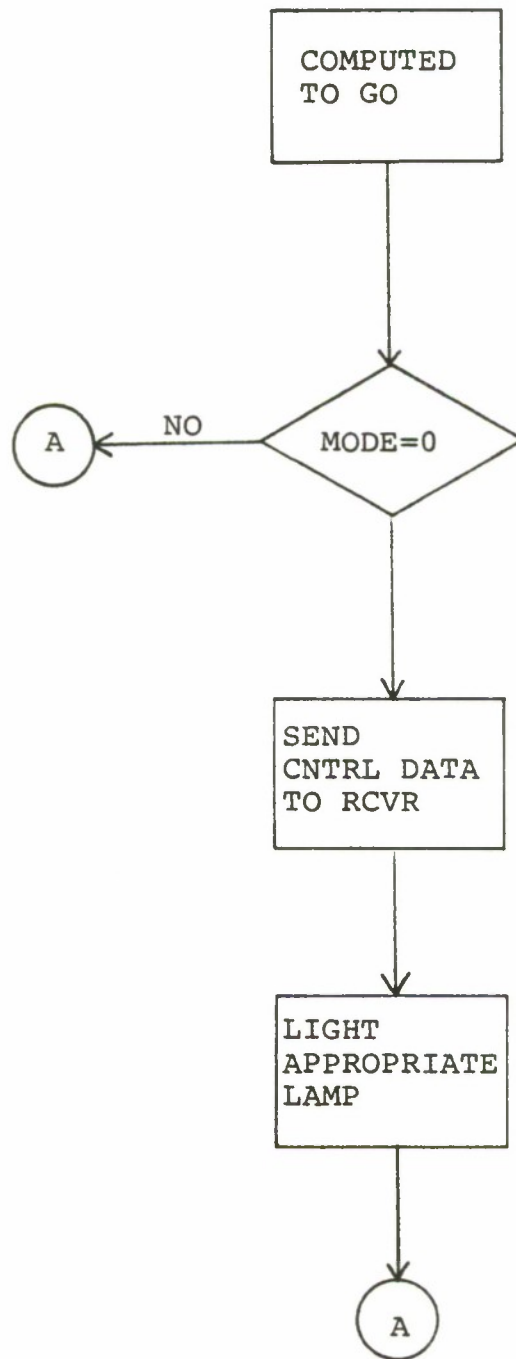 COMPUTED
TO GO
A
NO
MODE=0
SEND
CNTRL DATA
TO RCVR
LIGHT
APPROPRIATE
LAMP
A